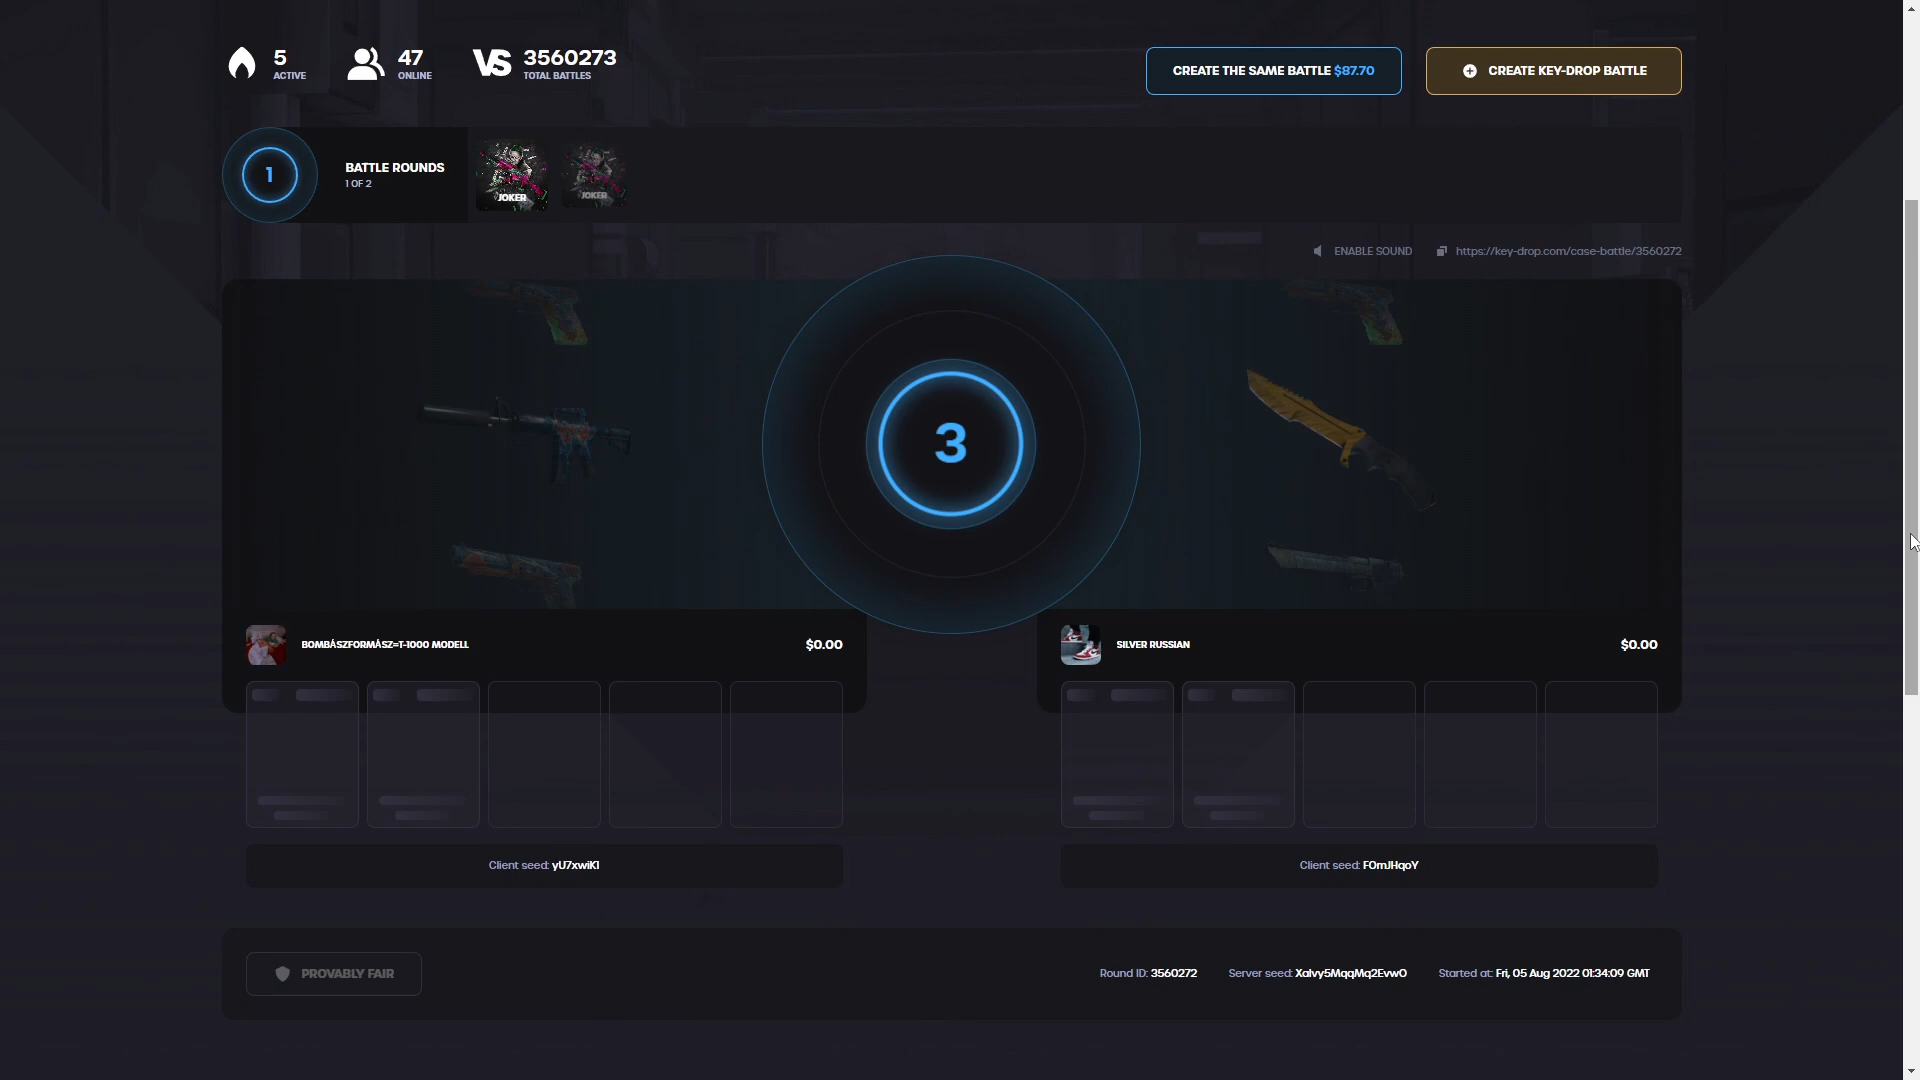 5
ACTIVE
47
ONLINE
VS
3560273
TOTAL BATTLES
CREATE THE SAME BATTLE $87.70
CREATE KEY-DROP BATTLE
1
BATTLE ROUNDS
1 OF 2
JOKER
JOKER
ENABLE SOUND
https://key-drop.com/case-battle/3560272
3
BOMBÁSZFORMÁSZ=T-1000 MODELL
$0.00
SILVER RUSSIAN
$0.00
Client seed: yU7xwiK1
Client seed: FOmJHqoY
PROVABLY FAIR
Round ID: 3560272
Server seed: Xalvy5MqqMq2EvwO
Started at: Fri, 05 Aug 2022 01:34:09 GMT